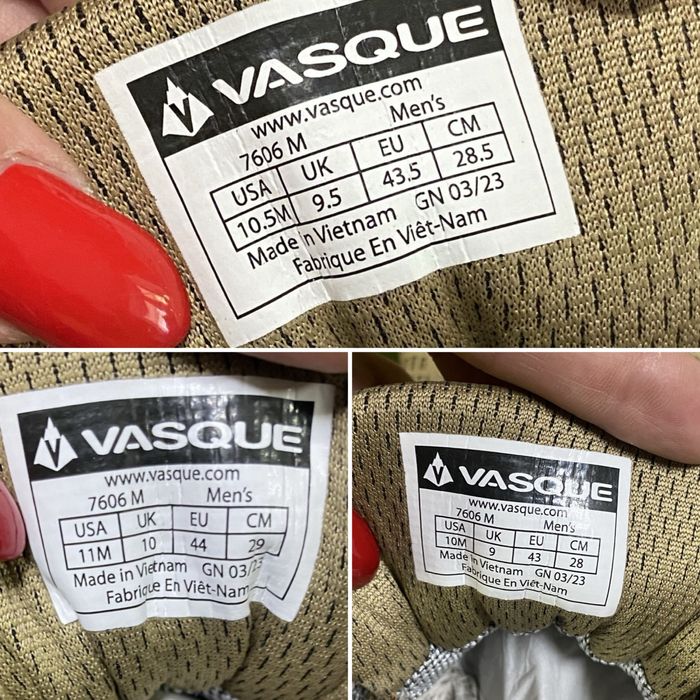 VASQUE
www.vasque.com
7606 M Men's
USA UK EU CM
10.5M 9.5 43.5 28.5
Made in Vietnam GN 03/23
Fabrique En Viêt-Nam
VASQUE
www.vasque.com
7606 M Men's
USA UK EU CM
11M 10 44 29
Made in Vietnam GN 03/23
Fabrique En Viêt-Nam
VASQUE
www.vasque.com
7606 M Men's
USA UK EU CM
10M 9 43 28
Made in Vietnam GN 03/23
Fabrique En Viêt-Nam